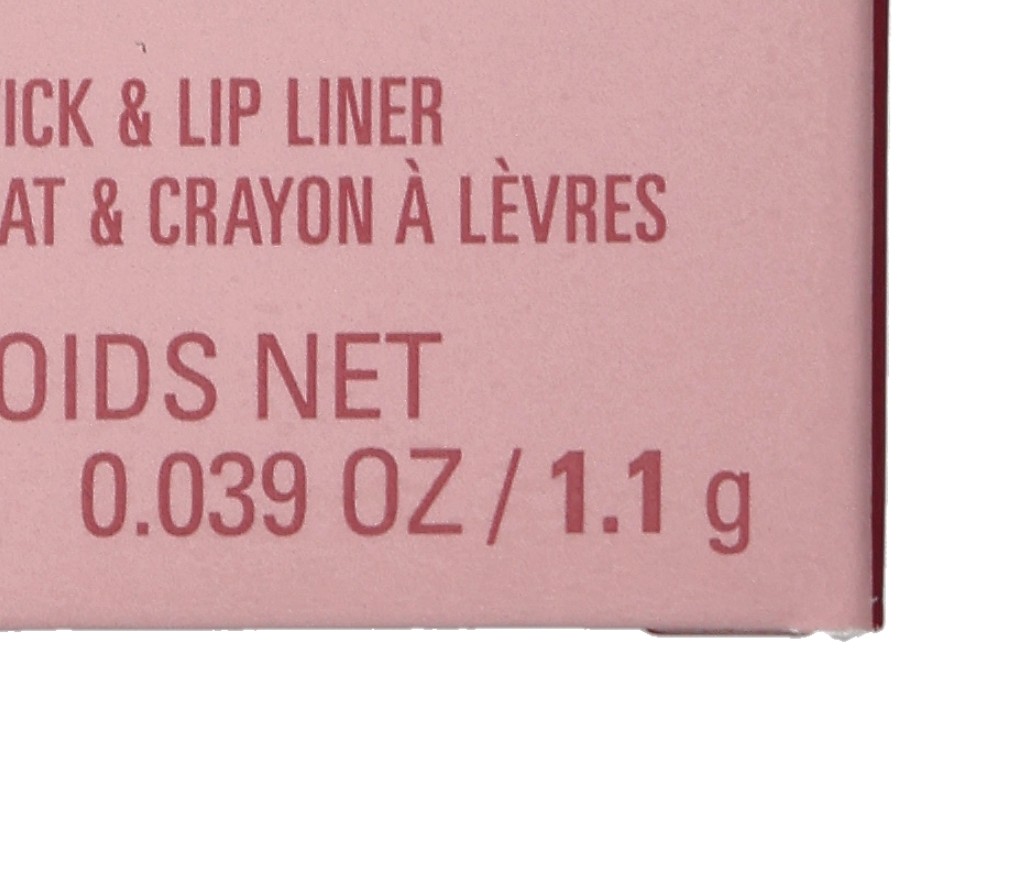 ICK & LIP LINER
AT & CRAYON À LÈVRES
OIDS NET
0.039 OZ / 1.1 g